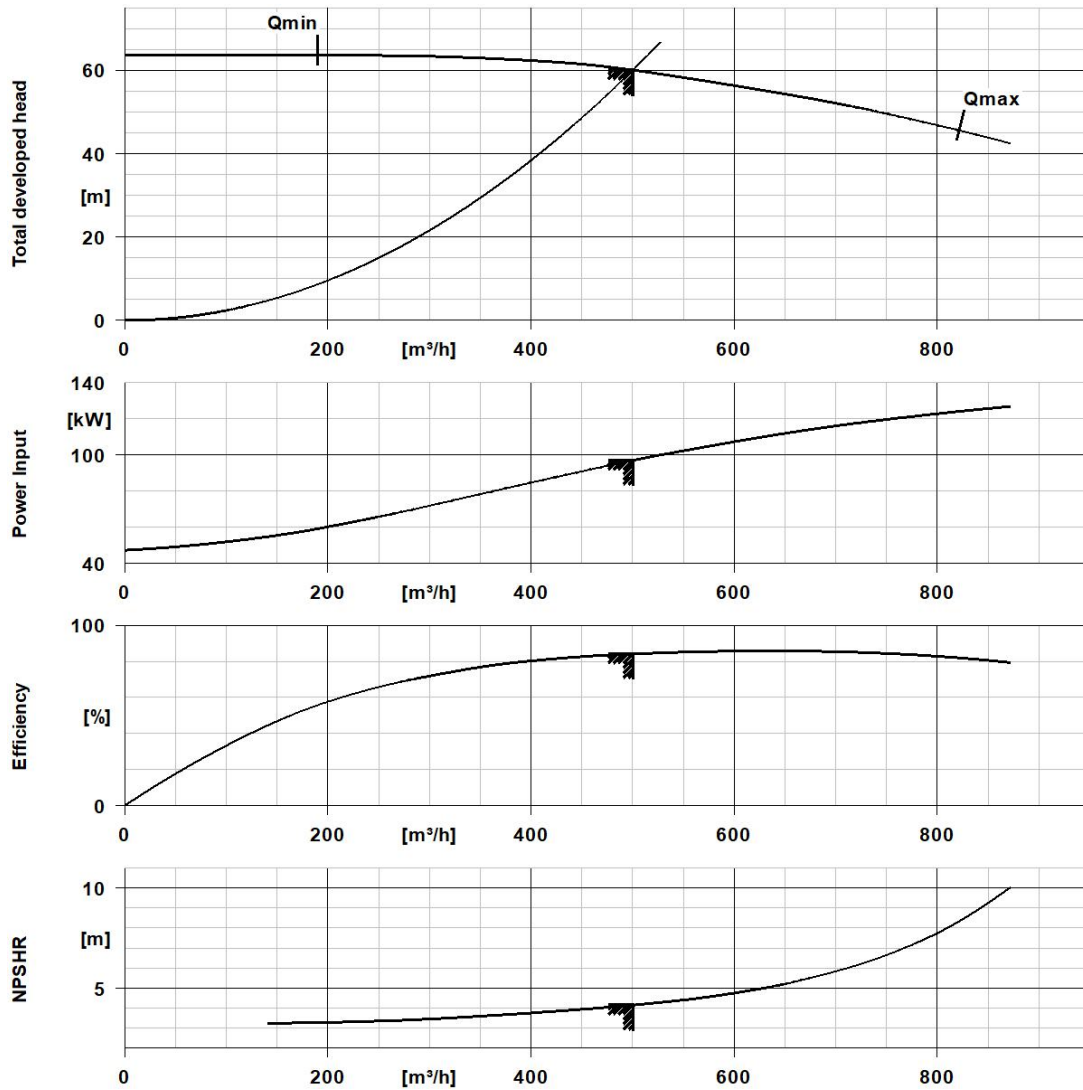 Total developed head
[m]
60
40
20
0
Qmin
Qmax
0 200 [m³/h] 400 600 800
Power Input
140
[kW]
100
40
0 200 [m³/h] 400 600 800
Efficiency
100
[%]
0
0 200 [m³/h] 400 600 800
NPSHR
10
[m]
5
0 200 [m³/h] 400 600 800